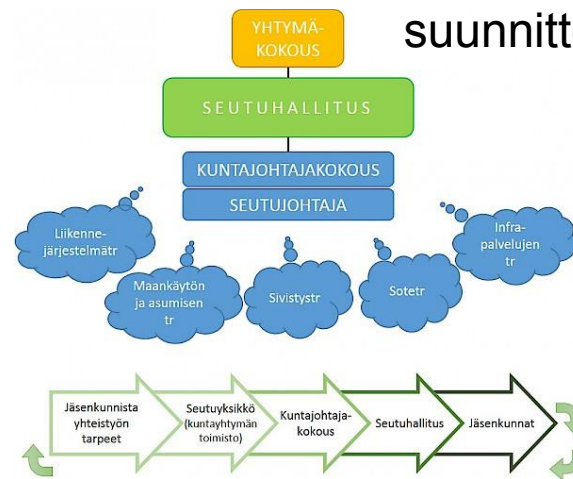 YHTYMÄ-
KOKOUS
suunnitt
SEUTUHALLITUS
KUNTAJOHTAJAKOKOUS
SEUTUJOHTAJA
Liikenne-
järjestelmätr
Infra-
palvelujen
tr
Maankäytön
ja asumisen
tr
Sivistystr
Sotetr
Jäsenkunnista
yhteistyön
tarpeet
Seutuyksikkö
(kuntayhtymän
toimisto)
Kuntajohtaja-
kokous
Seutuhallitus
Jäsenkunnat